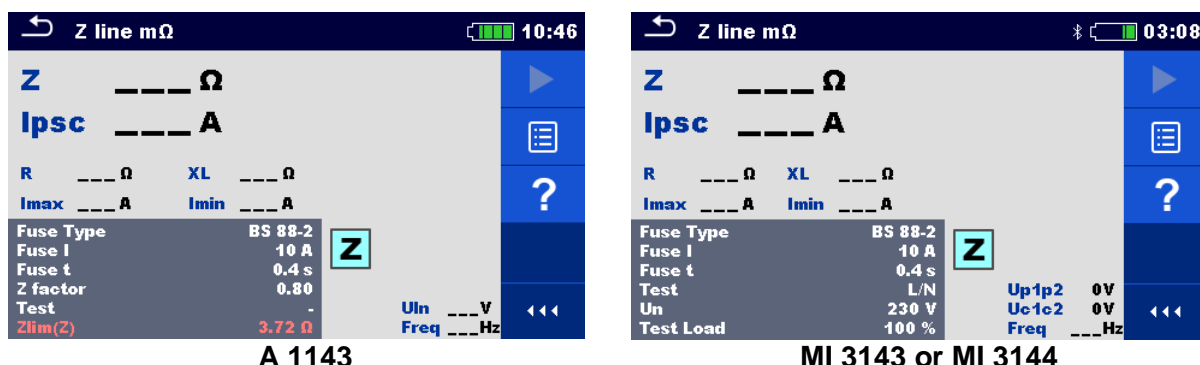 Z line mΩ 10:46
Z ___ Ω
Ipsc ___ A
R ___ Ω XL ___ Ω
Imax ___ A Imin ___ A
Fuse Type BS 88-2
Fuse I 10 A
Fuse t 0.4 s
Z factor 0.80
Test -
Zlim(Z) 3.72 Ω
Z
Uln ___V
Freq ___Hz
?
A 1143
Z line mΩ 03:08
Z ___ Ω
Ipsc ___ A
R ___ Ω XL ___ Ω
Imax ___ A Imin ___ A
Fuse Type BS 88-2
Fuse I 10 A
Fuse t 0.4 s
Test L/N
Un 230 V
Test Load 100 %
Z
Up1p2 0V
Uc1c2 0V
Freq ___Hz
?
MI 3143 or MI 3144